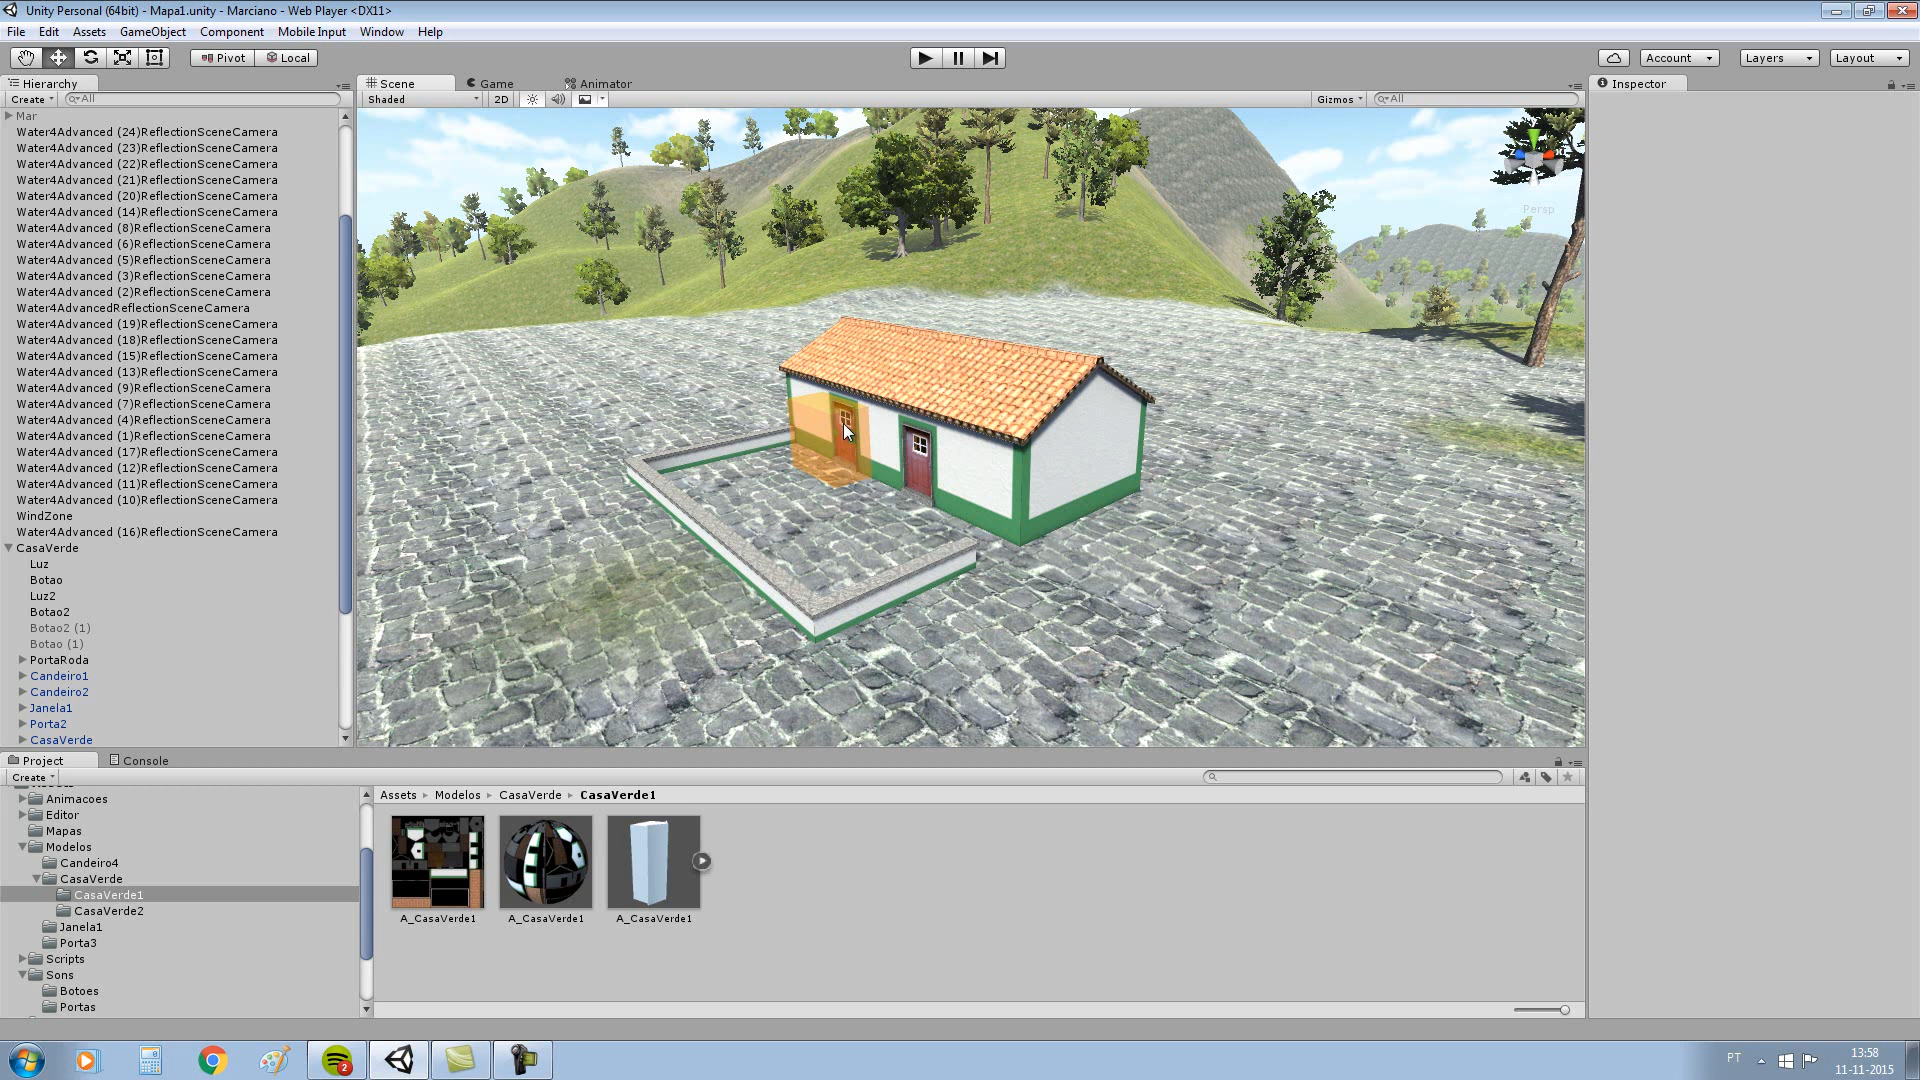 Unity Personal (64bit) - Mapa1.unity - Marciano - Web Player <DX11>
File Edit Assets GameObject Component Mobile Input Window Help
Pivot Local Account Layers Layout
Hierarchy
Create All
Mar
Water4Advanced (24)ReflectionSceneCamera
Water4Advanced (23)ReflectionSceneCamera
Water4Advanced (22)ReflectionSceneCamera
Water4Advanced (21)ReflectionSceneCamera
Water4Advanced (20)ReflectionSceneCamera
Water4Advanced (14)ReflectionSceneCamera
Water4Advanced (8)ReflectionSceneCamera
Water4Advanced (6)ReflectionSceneCamera
Water4Advanced (5)ReflectionSceneCamera
Water4Advanced (3)ReflectionSceneCamera
Water4Advanced (2)ReflectionSceneCamera
Water4AdvancedReflectionSceneCamera
Water4Advanced (19)ReflectionSceneCamera
Water4Advanced (18)ReflectionSceneCamera
Water4Advanced (15)ReflectionSceneCamera
Water4Advanced (13)ReflectionSceneCamera
Water4Advanced (9)ReflectionSceneCamera
Water4Advanced (7)ReflectionSceneCamera
Water4Advanced (4)ReflectionSceneCamera
Water4Advanced (1)ReflectionSceneCamera
Water4Advanced (17)ReflectionSceneCamera
Water4Advanced (12)ReflectionSceneCamera
Water4Advanced (11)ReflectionSceneCamera
Water4Advanced (10)ReflectionSceneCamera
WindZone
Water4Advanced (16)ReflectionSceneCamera
CasaVerde
Luz
Botao
Luz2
Botao2
Botao2 (1)
Botao (1)
PortaRoda
Candeiro1
Candeiro2
Janela1
Porta2
CasaVerde
Scene Game Animator
Shaded 2D Gizmos All
Persp
Inspector
Project Console
Create
Animacoes
Editor
Mapas
Modelos
Candeiro4
CasaVerde
CasaVerde1
CasaVerde2
Janela1
Porta3
Scripts
Sons
Botoes
Portas
Assets Modelos CasaVerde CasaVerde1
A_CasaVerde1 A_CasaVerde1 A_CasaVerde1
2
PT
13:58
11-11-2015